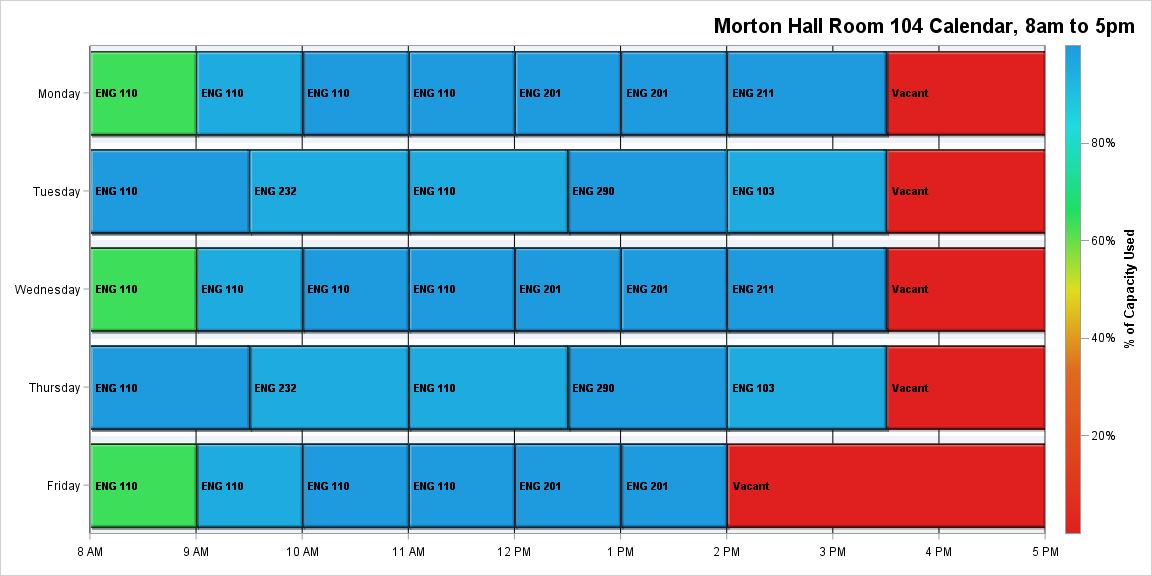 Morton Hall Room 104 Calendar, 8am to 5pm
Monday ENG 110 ENG 110 ENG 110 ENG 110 ENG 201 ENG 201 ENG 211 Vacant
Tuesday ENG 110 ENG 232 ENG 110 ENG 290 ENG 103 Vacant
Wednesday ENG 110 ENG 110 ENG 110 ENG 110 ENG 201 ENG 201 ENG 211 Vacant
Thursday ENG 110 ENG 232 ENG 110 ENG 290 ENG 103 Vacant
Friday ENG 110 ENG 110 ENG 110 ENG 110 ENG 201 ENG 201 Vacant
8 AM 9 AM 10 AM 11 AM 12 PM 1 PM 2 PM 3 PM 4 PM 5 PM
80%
60%
40%
20%
% of Capacity Used